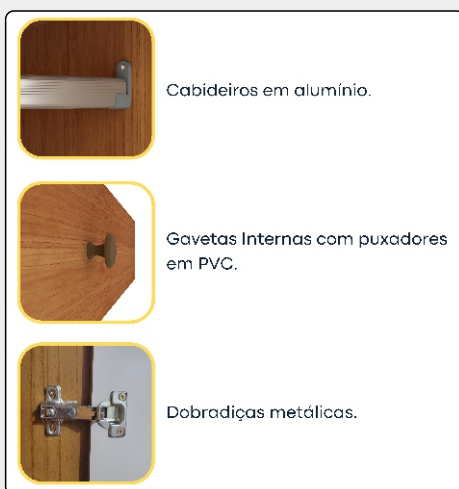 Cabideiros em alumínio.
Gavetas Internas com puxadores
em PVC.
Dobradiças metálicas.